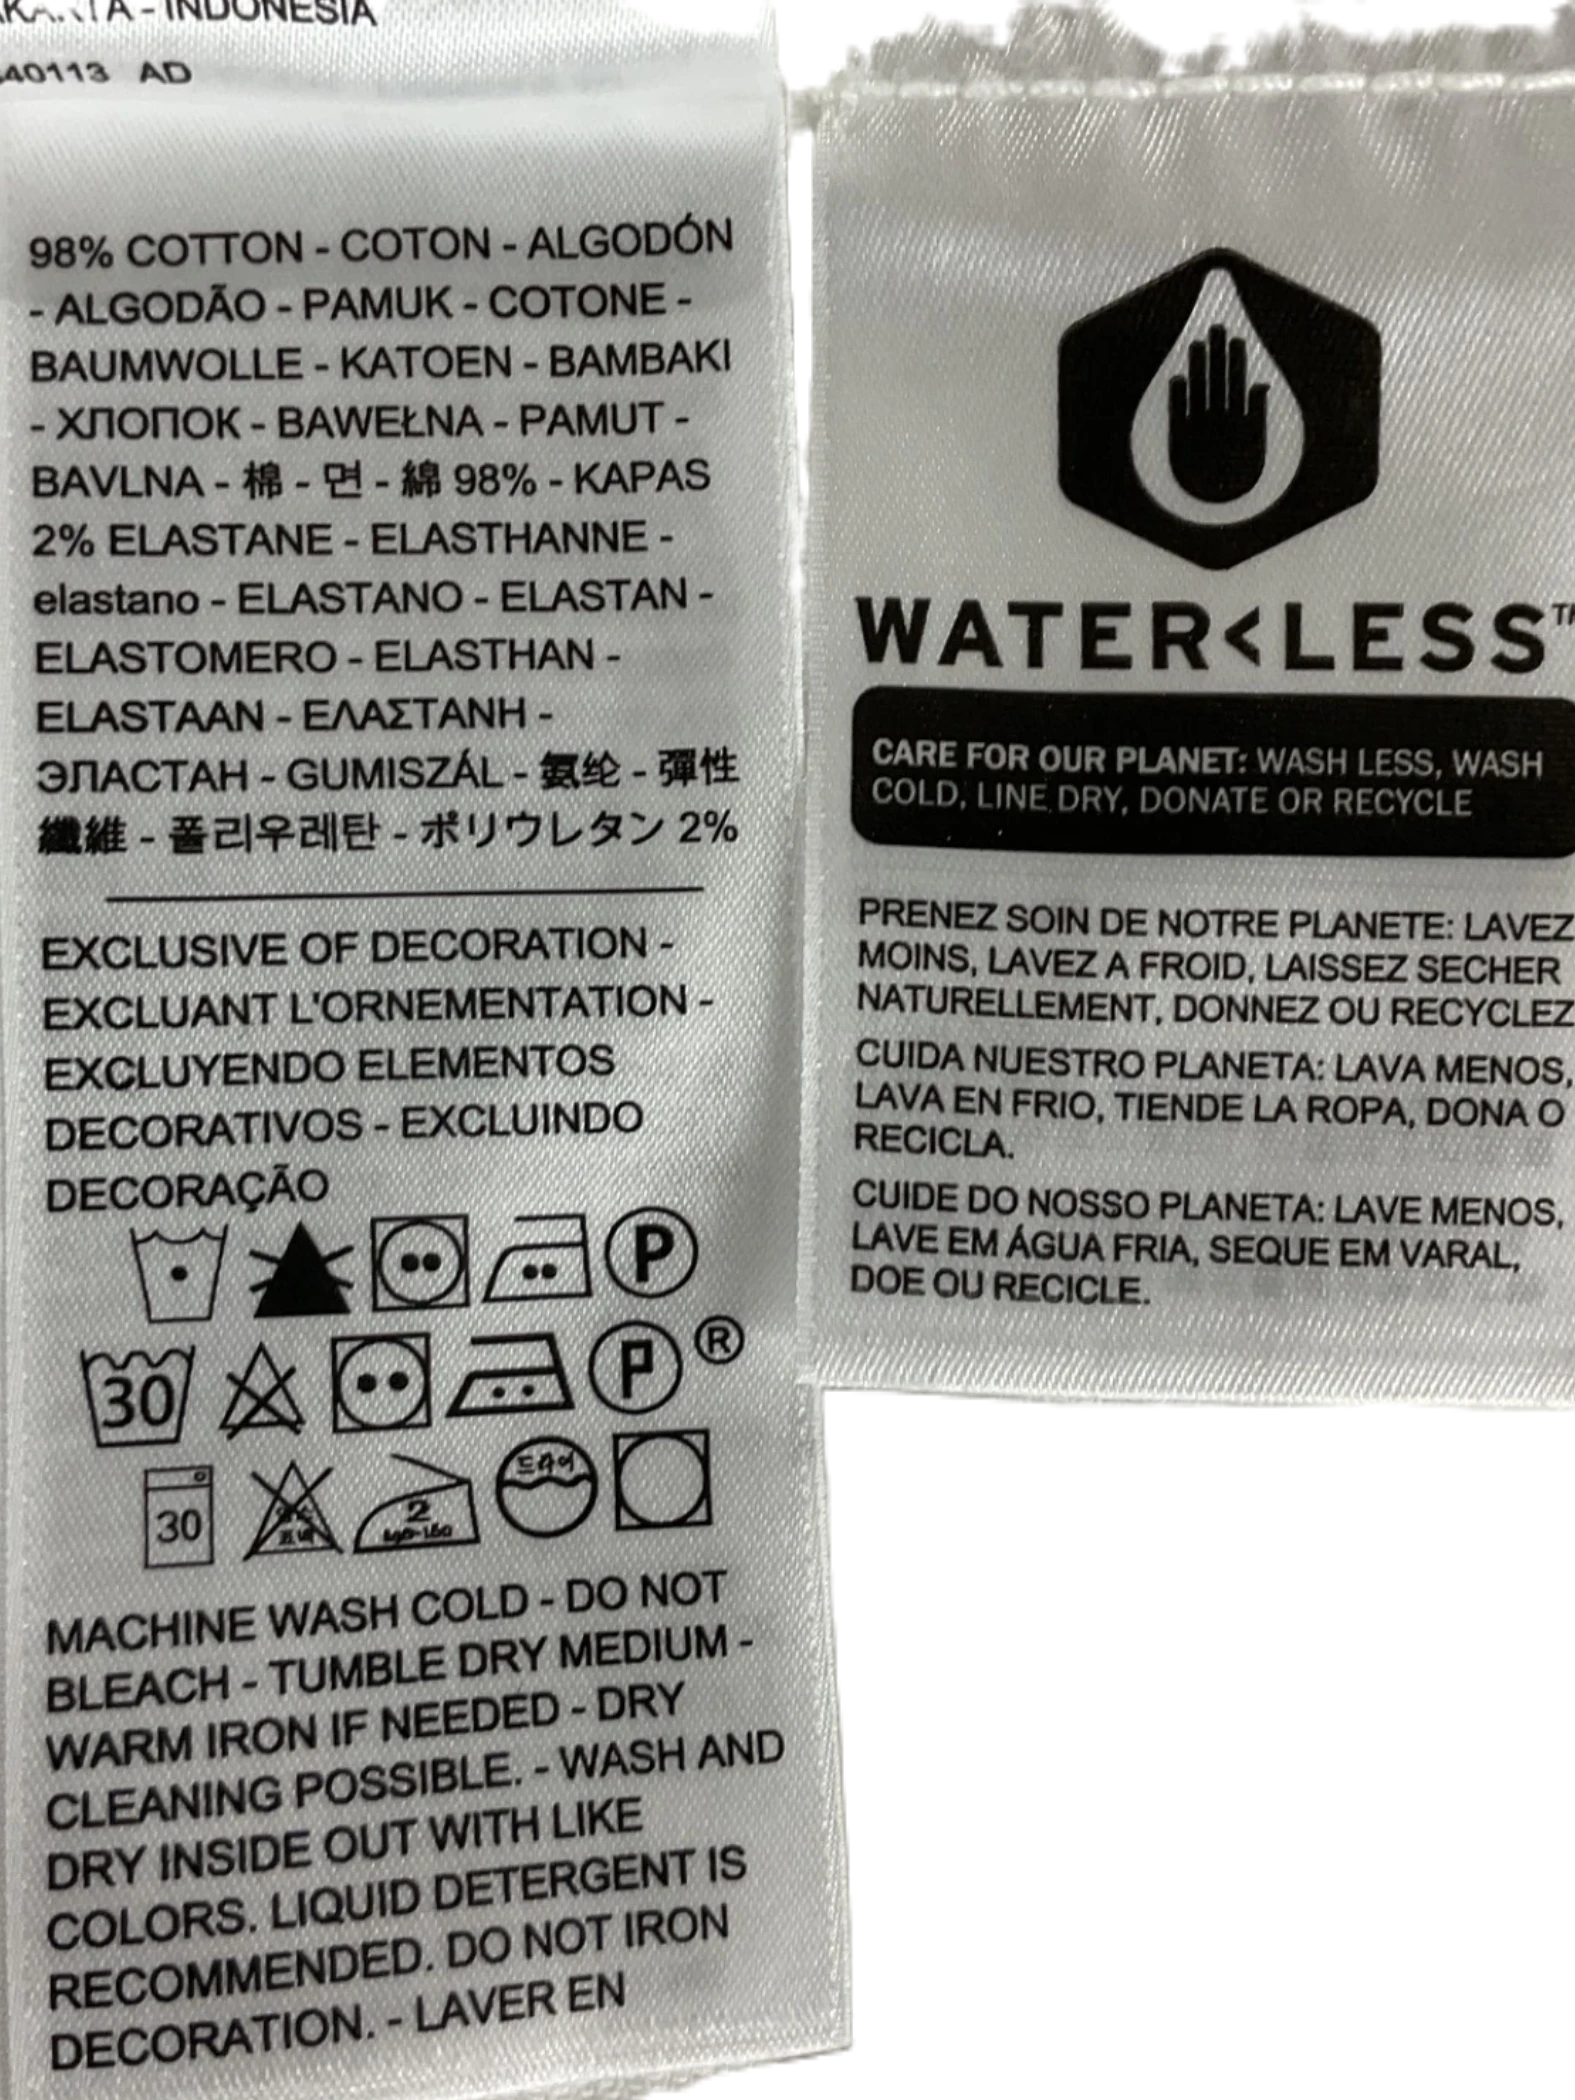 - INDONESIA
40113 AD
98% COTTON - COTON - ALGODÓN
- ALGODÃO - PAMUK - COTONE -
BAUMWOLLE - KATOEN - BAMBAKI
- ХЛОПОК - BAWEŁNA - PAMUT -
BAVLNA - 棉 - 면 - 綿 98% - KAPAS
2% ELASTANE - ELASTHANNE -
elastano - ELASTANO - ELASTAN -
ELASTOMERO - ELASTHAN -
ELASTAAN - ΕΛΑΣΤΑΝΗ -
ЭЛАСТАН - GUMISZÁL - 氨纶 - 彈性
纖維 - 폴리우레탄 - ポリウレタン 2%
EXCLUSIVE OF DECORATION -
EXCLUANT L'ORNEMENTATION -
EXCLUYENDO ELEMENTOS
DECORATIVOS - EXCLUINDO
DECORAÇÃO
P
30 P ®
30 2 드라이
MACHINE WASH COLD - DO NOT
BLEACH - TUMBLE DRY MEDIUM -
WARM IRON IF NEEDED - DRY
CLEANING POSSIBLE. - WASH AND
DRY INSIDE OUT WITH LIKE
COLORS. LIQUID DETERGENT IS
RECOMMENDED. DO NOT IRON
DECORATION. - LAVER EN
WATER<LESS™
CARE FOR OUR PLANET: WASH LESS, WASH
COLD, LINE DRY, DONATE OR RECYCLE
PRENEZ SOIN DE NOTRE PLANETE: LAVEZ
MOINS, LAVEZ A FROID, LAISSEZ SECHER
NATURELLEMENT, DONNEZ OU RECYCLEZ
CUIDA NUESTRO PLANETA: LAVA MENOS,
LAVA EN FRIO, TIENDE LA ROPA, DONA O
RECICLA.
CUIDE DO NOSSO PLANETA: LAVE MENOS,
LAVE EM ÁGUA FRIA, SEQUE EM VARAL,
DOE OU RECICLE.